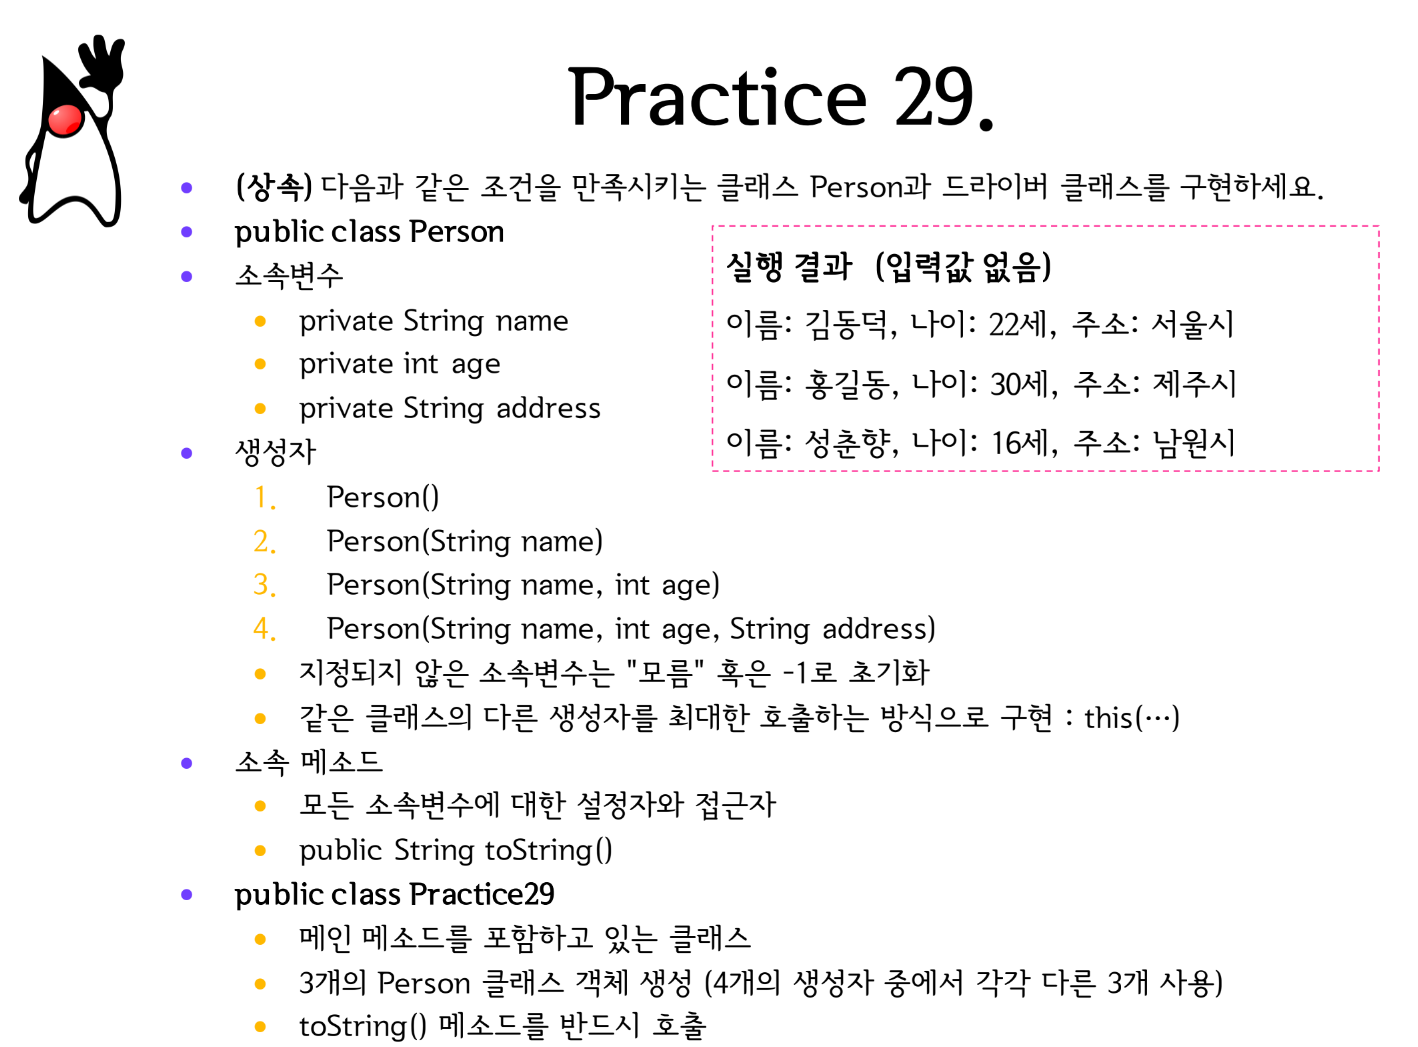 Practice 29.
(상속) 다음과 같은 조건을 만족시키는 클래스 Person과 드라이버 클래스를 구현하세요.
public class Person
소속변수
private String name
private int age
private String address
실행 결과 (입력값 없음)
이름: 김동덕, 나이: 22세, 주소: 서울시
이름: 홍길동, 나이: 30세, 주소: 제주시
이름: 성춘향, 나이: 16세, 주소: 남원시
생성자
1. Person()
2. Person(String name)
3. Person(String name, int age)
4. Person(String name, int age, String address)
지정되지 않은 소속변수는 "모름" 혹은 -1로 초기화
같은 클래스의 다른 생성자를 최대한 호출하는 방식으로 구현 : this(…)
소속 메소드
모든 소속변수에 대한 설정자와 접근자
public String toString()
public class Practice29
메인 메소드를 포함하고 있는 클래스
3개의 Person 클래스 객체 생성 (4개의 생성자 중에서 각각 다른 3개 사용)
toString() 메소드를 반드시 호출